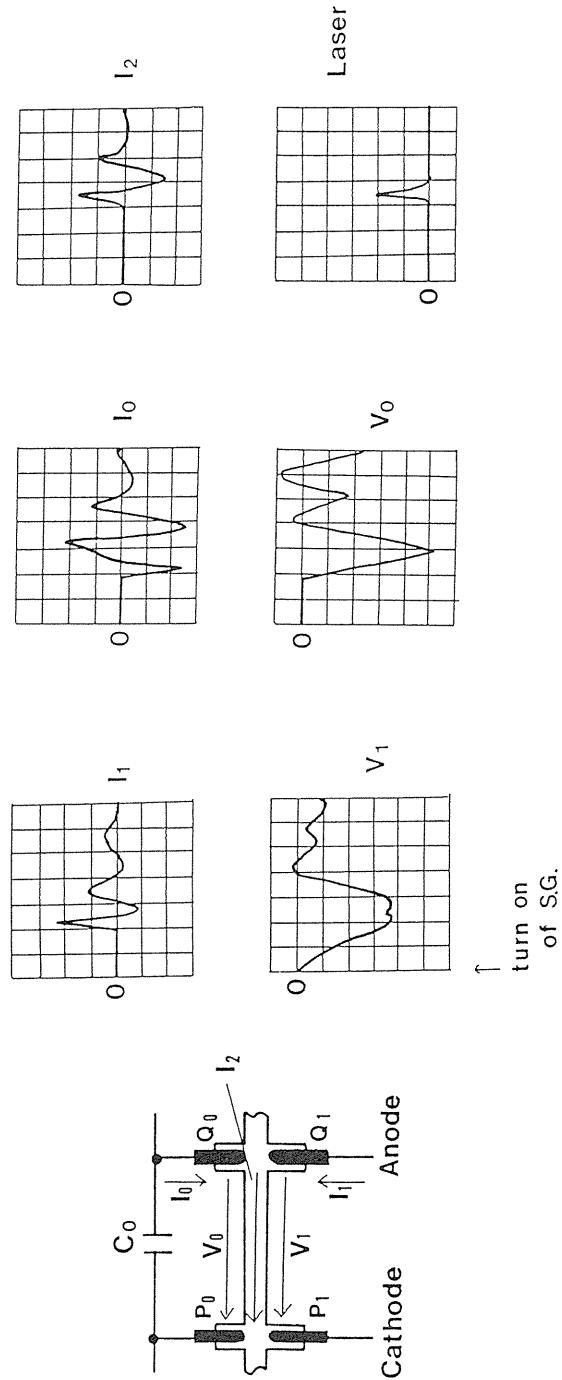 C₀
P₀
Q₀
I₀
V₀
I₂
V₁
I₁
P₁
Q₁
Cathode
Anode
0
I₁
0
I₀
0
I₂
0
V₁
0
V₀
0
Laser
↑
turn on
of S.G.